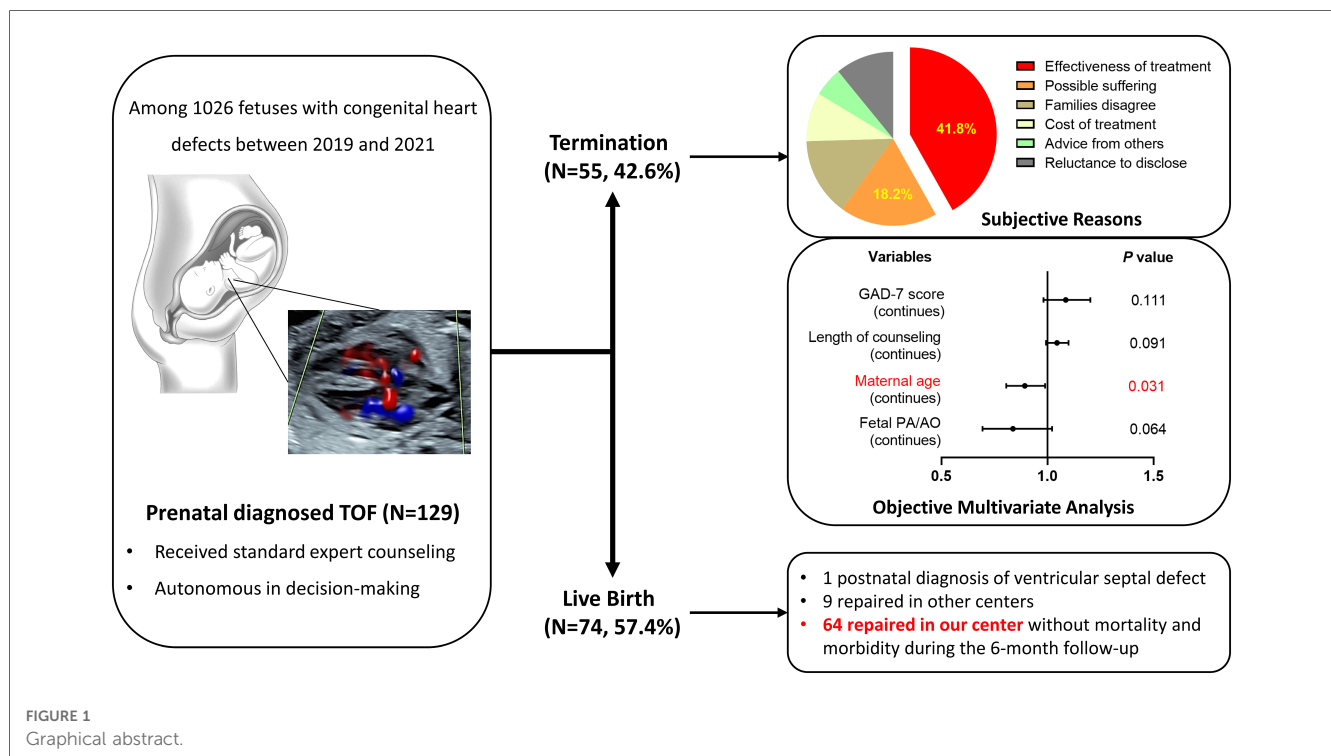 Among 1026 fetuses with congenital heart
defects between 2019 and 2021
Prenatal diagnosed TOF (N=129)
• Received standard expert counseling
• Autonomous in decision-making
Termination
(N=55, 42.6%)
41.8%
18.2%
Effectiveness of treatment
Possible suffering
Families disagree
Cost of treatment
Advice from others
Reluctance to disclose
Subjective Reasons
Variables P value
GAD-7 score
(continues)
0.111
Length of counseling
(continues)
0.091
Maternal age
(continues)
0.031
Fetal PA/AO
(continues)
0.064
0.5 1.0 1.5
Objective Multivariate Analysis
Live Birth
(N=74, 57.4%)
• 1 postnatal diagnosis of ventricular septal defect
• 9 repaired in other centers
• 64 repaired in our center without mortality and
morbidity during the 6-month follow-up
FIGURE 1
Graphical abstract.